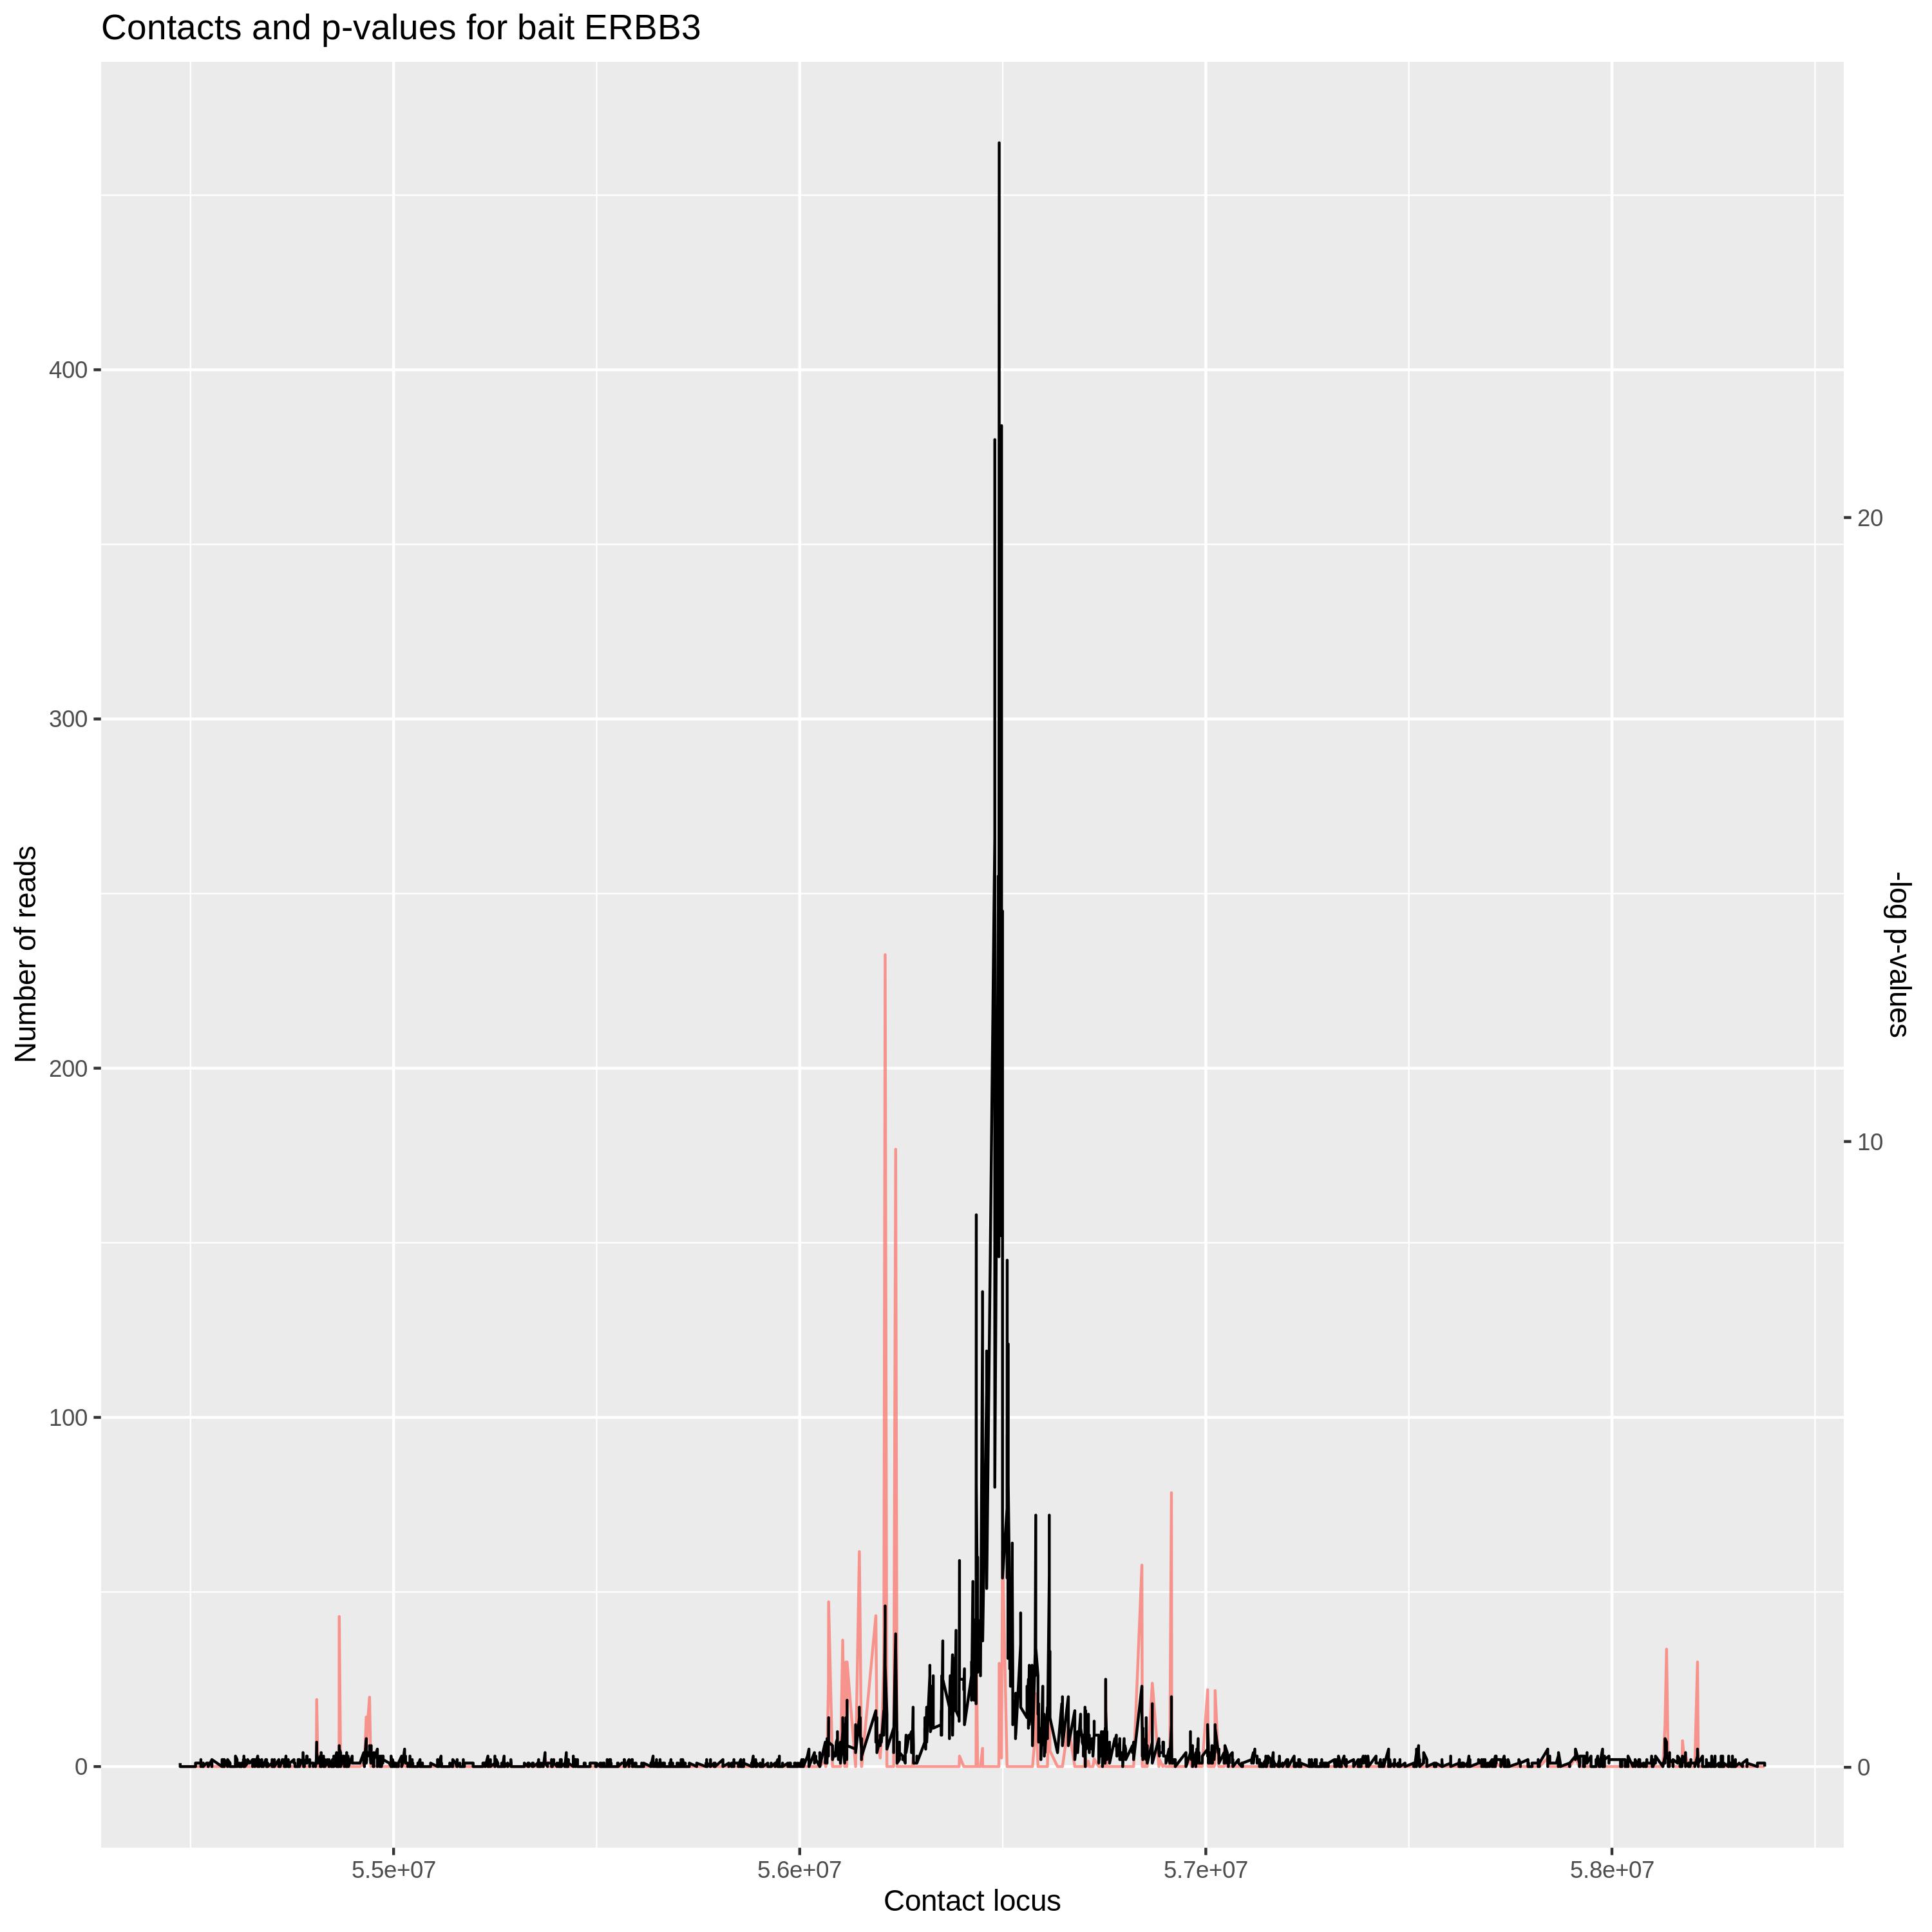 Contacts and p-values for bait ERBB3
400
300
200
100
0
Number of reads
20
10
0
-log p-values
5.5e+07
5.6e+07
5.7e+07
5.8e+07
Contact locus